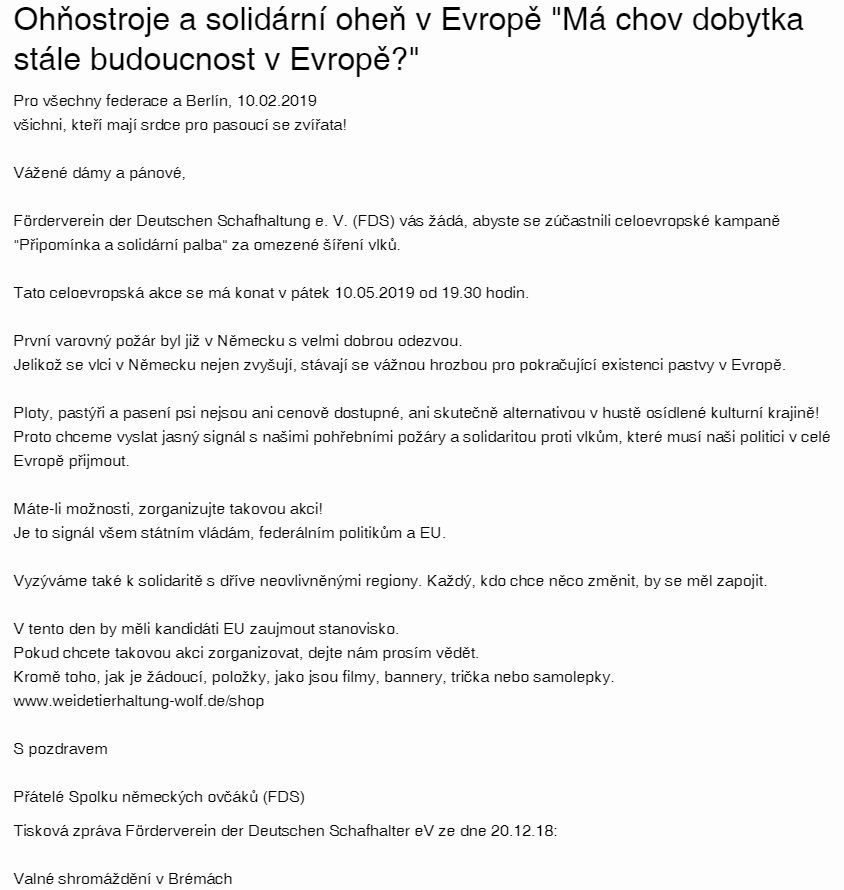 Ohňostroje a solidární oheň v Evropě "Má chov dobytka
stále budoucnost v Evropě?"
Pro všechny federace a Berlín, 10.02.2019
všichni, kteří mají srdce pro pasoucí se zvířata!
Vážené dámy a pánové,
Förderverein der Deutschen Schafhaltung e. V. (FDS) vás žádá, abyste se zúčastnili celoevropské kampaně
"Připomínka a solidární palba" za omezené šíření vlků.
Tato celoevropská akce se má konat v pátek 10.05.2019 od 19.30 hodin.
První varovný požár byl již v Německu s velmi dobrou odezvou.
Jelikož se vlci v Německu nejen zvyšují, stávají se vážnou hrozbou pro pokračující existenci pastvy v Evropě.
Ploty, pastýři a pasení psi nejsou ani cenově dostupné, ani skutečně alternativou v hustě osídlené kulturní krajině!
Proto chceme vyslat jasný signál s našimi pohřebními požáry a solidaritou proti vlkům, které musí naši politici v celé
Evropě přijmout.
Máte-li možnosti, zorganizujte takovou akci!
Je to signál všem státním vládám, federálním politikům a EU.
Vyzýváme také k solidaritě s dříve neovlivněnými regiony. Každý, kdo chce něco změnit, by se měl zapojit.
V tento den by měli kandidáti EU zaujmout stanovisko.
Pokud chcete takovou akci zorganizovat, dejte nám prosím vědět.
Kromě toho, jak je žádoucí, položky, jako jsou filmy, bannery, trička nebo samolepky.
www.weidetierhaltung-wolf.de/shop
S pozdravem
Přátelé Spolku německých ovčáků (FDS)
Tisková zpráva Förderverein der Deutschen Schafhalter eV ze dne 20.12.18:
Valné shromáždění v Brémách